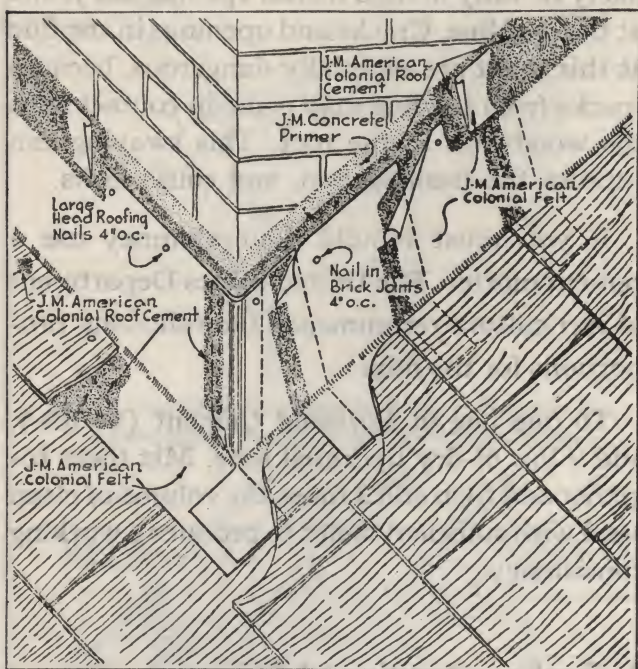 J-M. American
Colonial Roof
Cement
J-M. Concrete
Primer
J-M. American
Colonial Felt
Large
Head Roofing
Nails 4" o.c.
Nail in
Brick Joints
4" o.c.
J.M. American
Colonial Roof Cement
J-M. American
Colonial Felt